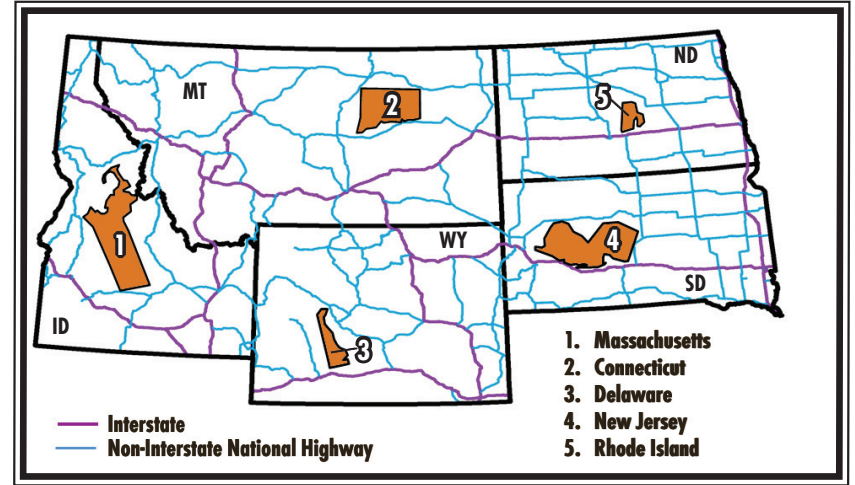 MT
ND
2
5
1
WY
4
SD
ID
3
1. Massachusetts
2. Connecticut
3. Delaware
4. New Jersey
5. Rhode Island
Interstate
Non-Interstate National Highway